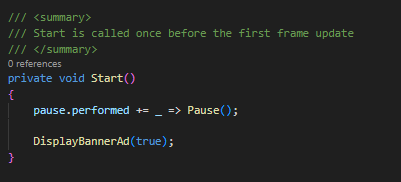 /// <summary>
/// Start is called once before the first frame update
/// </summary>
0 references
private void Start()
{
pause.performed += _ => Pause();
DisplayBannerAd(true);
}